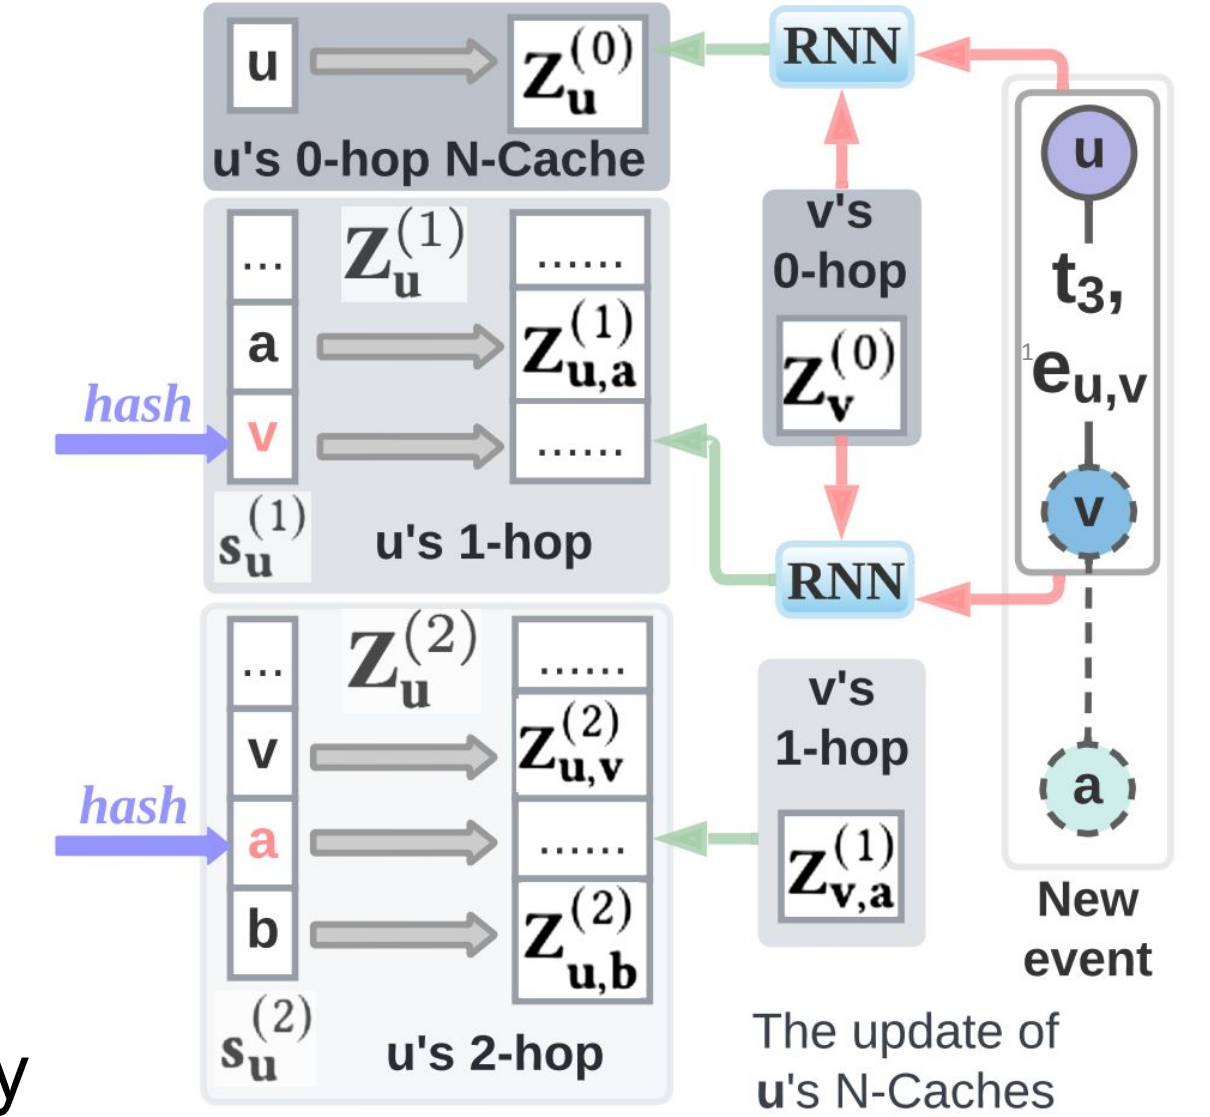 u
Z_u^(0)
u's 0-hop N-Cache
RNN
...
Z_u^(1)
......
a
Z_u,a^(1)
hash
v
......
s_u^(1)
u's 1-hop
v's
0-hop
Z_v^(0)
RNN
...
Z_u^(2)
......
v
Z_u,v^(2)
hash
a
......
b
Z_u,b^(2)
s_u^(2)
u's 2-hop
v's
1-hop
Z_v,a^(1)
u
t_3,
1
e_u,v
v
a
New
event
The update of
u's N-Caches
y